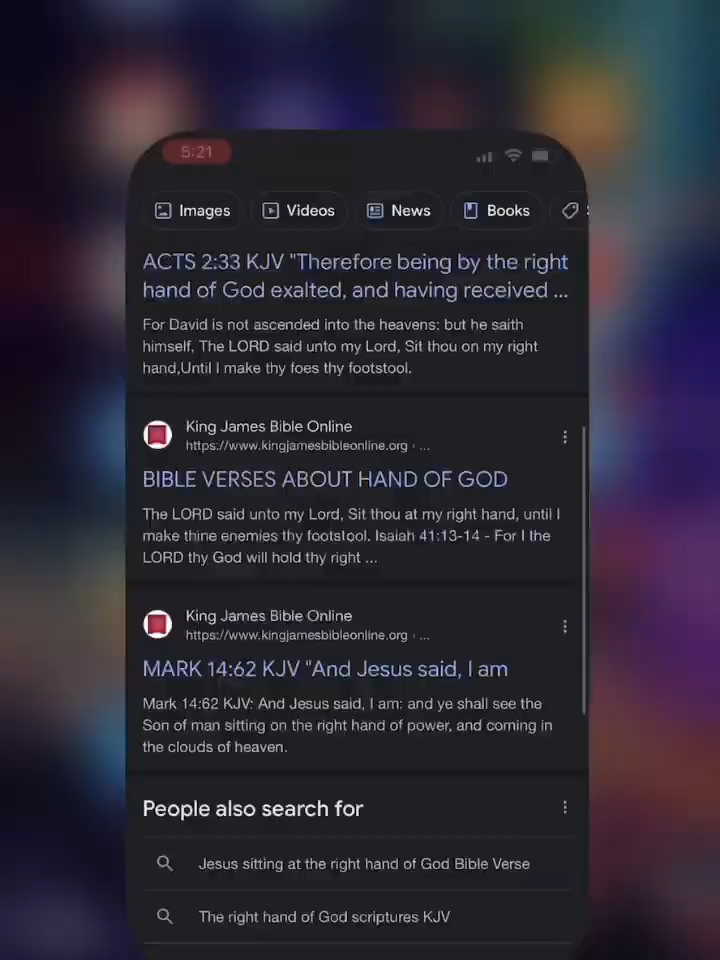 5:21
Images
Videos
News
Books
ACTS 2:33 KJV "Therefore being by the right
hand of God exalted, and having received ...
For David is not ascended into the heavens: but he saith
himself, The LORD said unto my Lord, Sit thou on my right
hand,Until I make thy foes thy footstool.
King James Bible Online
https://www.kingjamesbibleonline.org · ...
BIBLE VERSES ABOUT HAND OF GOD
The LORD said unto my Lord, Sit thou at my right hand, until I
make thine enemies thy footstool. Isaiah 41:13-14 - For I the
LORD thy God will hold thy right ...
King James Bible Online
https://www.kingjamesbibleonline.org · ...
MARK 14:62 KJV "And Jesus said, I am
Mark 14:62 KJV: And Jesus said, I am: and ye shall see the
Son of man sitting on the right hand of power, and coming in
the clouds of heaven.
People also search for
Jesus sitting at the right hand of God Bible Verse
The right hand of God scriptures KJV